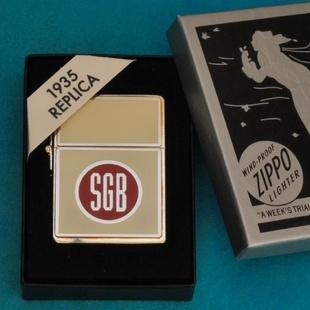 1935
REPLICA
SGB
WIND-PROOF
ZIPPO
LIGHTER
"A WEEK'S TRIAL